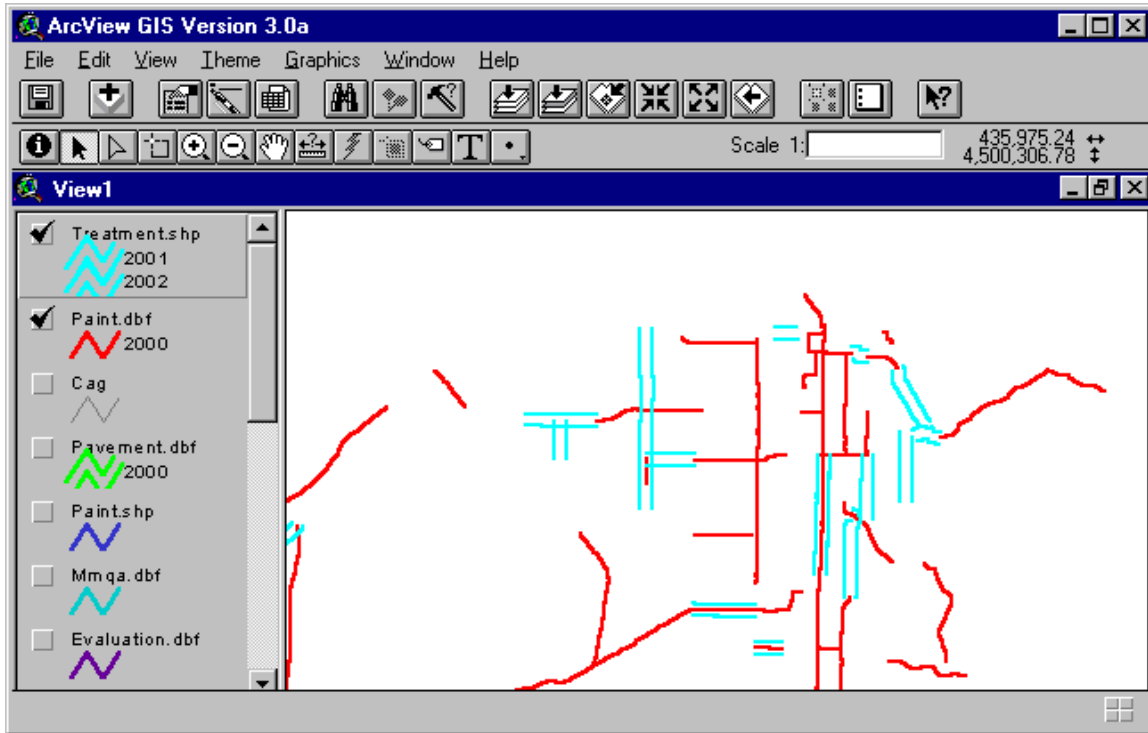 ArcView GIS Version 3.0a
File Edit View Theme Graphics Window Help
T
Scale 1:
435,975.24
4,500,306.78
View1
Treatment.shp
2001
2002
Paint.dbf
2000
Cag
Pavement.dbf
2000
Paint.shp
Mmqa.dbf
Evaluation.dbf